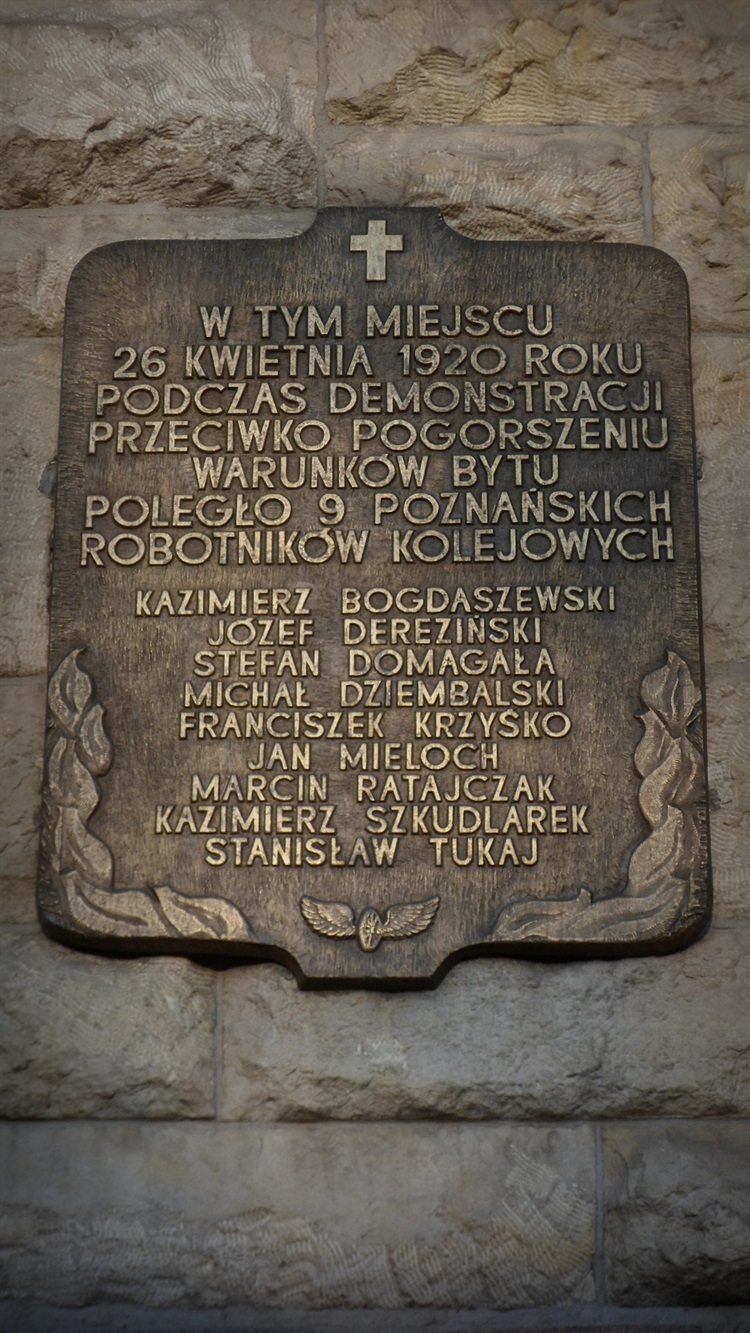 W TYM MIEJSCU
26 KWIETNIA 1920 ROKU
PODCZAS DEMONSTRACJI
PRZECIWKO POGORSZENIU
WARUNKÓW BYTU
POLEGŁO 9 POZNAŃSKICH
ROBOTNIKÓW KOLEJOWYCH
KAZIMIERZ BOGDASZEWSKI
JÓZEF DEREZIŃSKI
STEFAN DOMAGAŁA
MICHAŁ DZIEMBALSKI
FRANCISZEK KRZYŚKO
JAN MIELOCH
MARCIN RATAJCZAK
KAZIMIERZ SZKUDLAREK
STANISŁAW TUKAJ